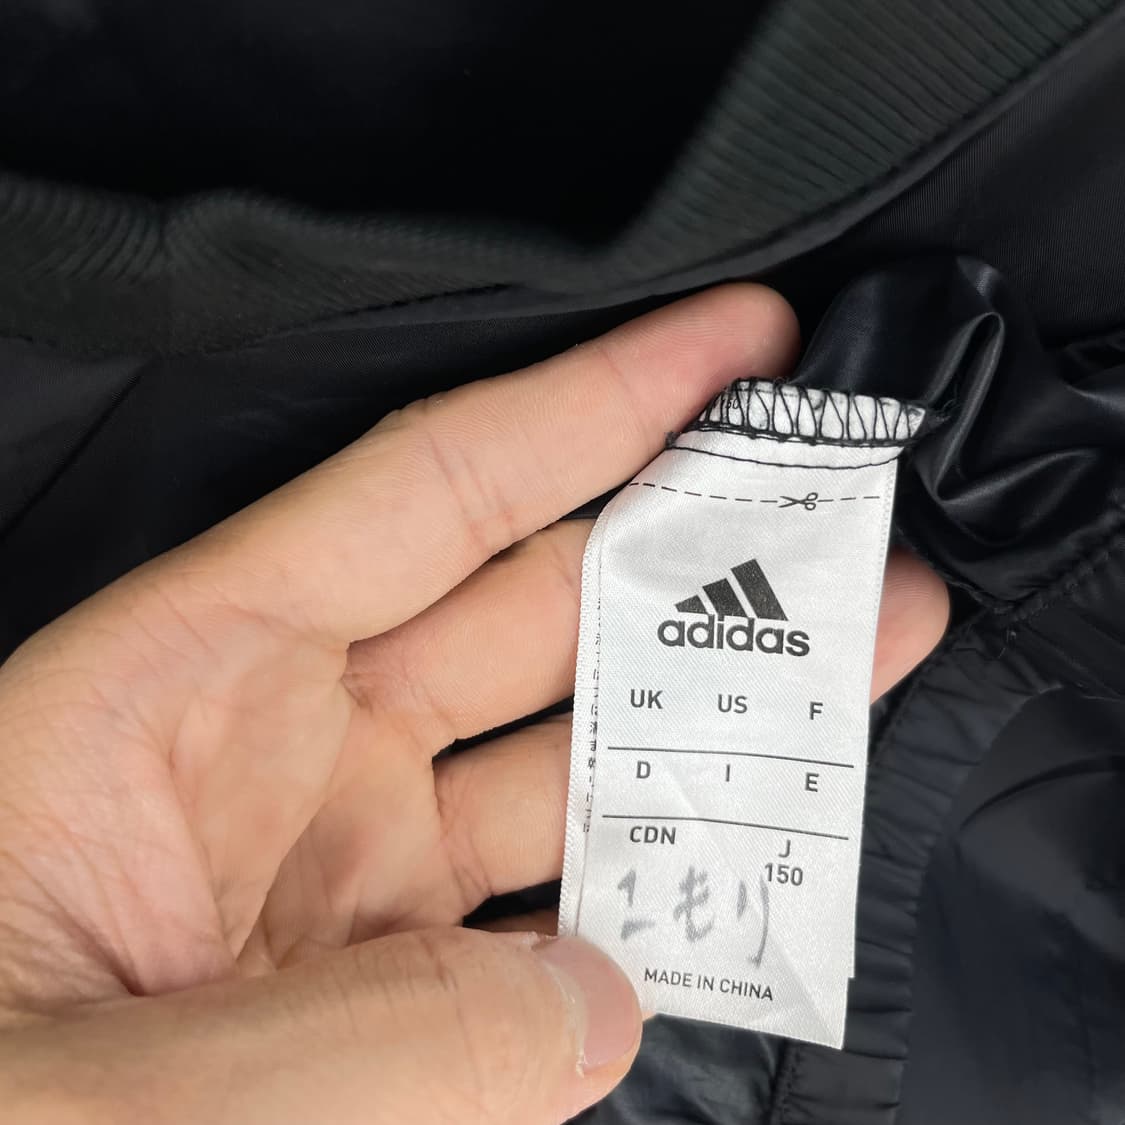 adidas
UK US F
D I E
CDN J
150
1 もり
MADE IN CHINA